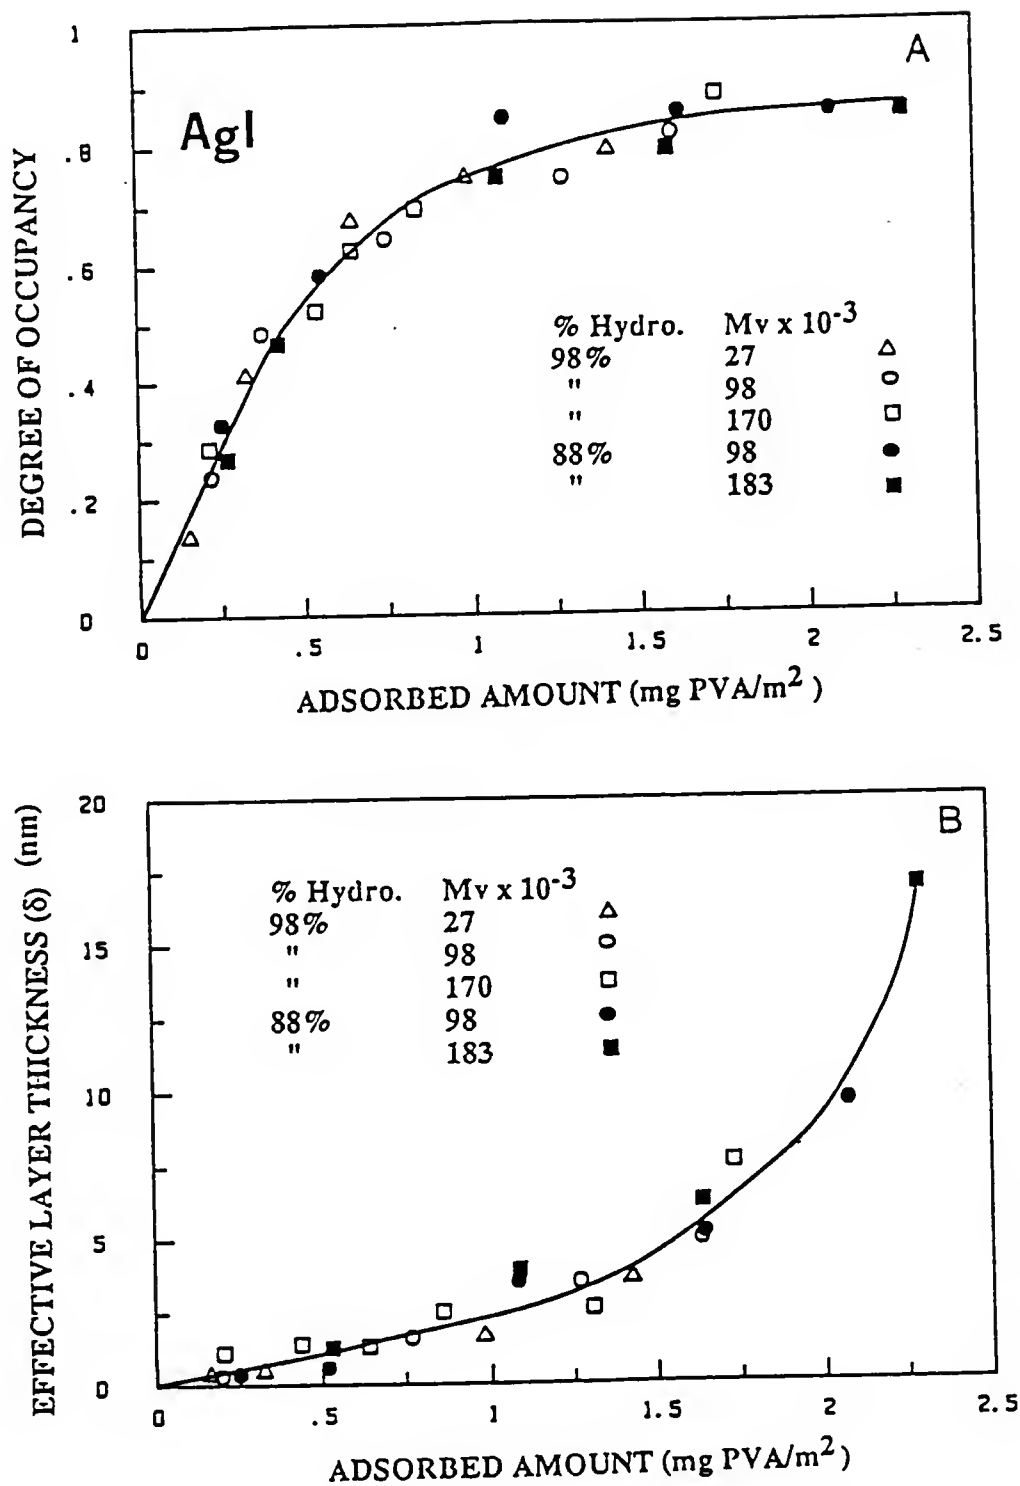 1
A
AgI
.8
.6
.4
.2
0
DEGREE OF OCCUPANCY
% Hydro. Mv x 10-3
98% 27
" 98
" 170
88% 98
" 183
0 .5 1 1.5 2 2.5
ADSORBED AMOUNT (mg PVA/m2 )
20
B
15
10
5
0
EFFECTIVE LAYER THICKNESS (δ) (nm)
% Hydro. Mv x 10-3
98% 27
" 98
" 170
88% 98
" 183
0 .5 1 1.5 2 2.5
ADSORBED AMOUNT (mg PVA/m2 )